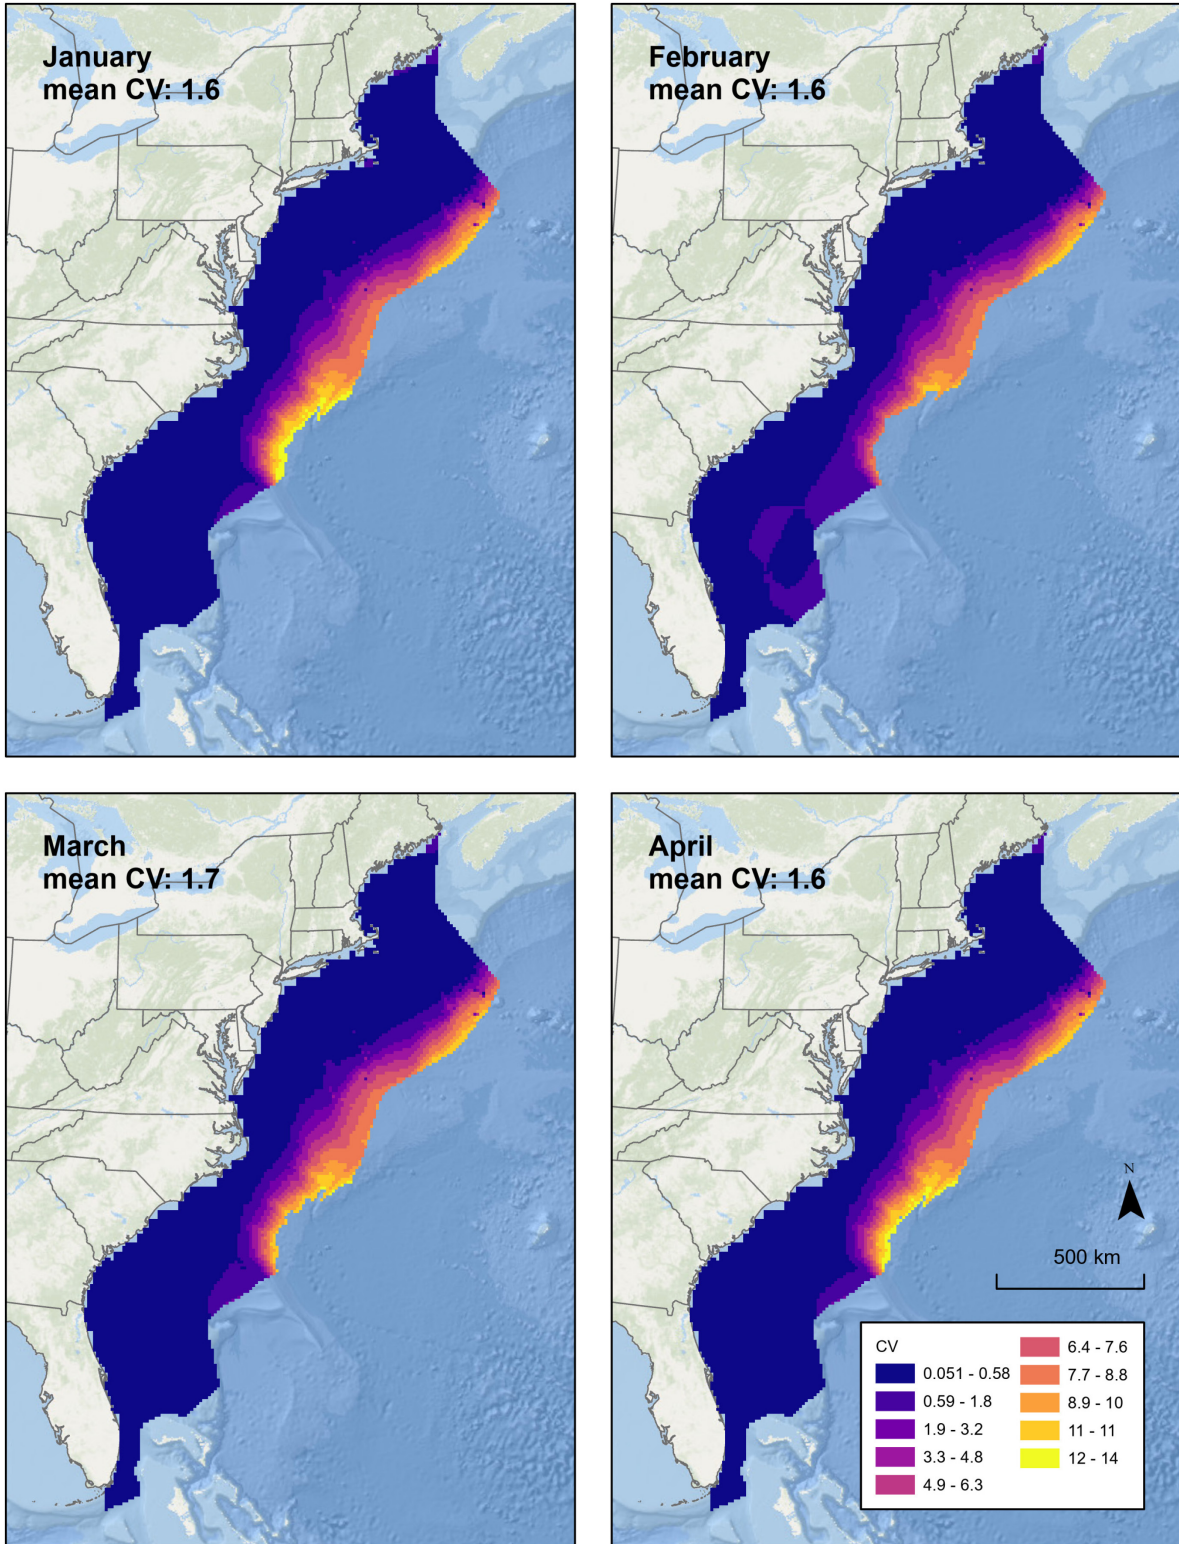 January
mean CV: 1.6
February
mean CV: 1.6
March
mean CV: 1.7
April
mean CV: 1.6
N
500 km
CV
0.051 - 0.58
0.59 - 1.8
1.9 - 3.2
3.3 - 4.8
4.9 - 6.3
6.4 - 7.6
7.7 - 8.8
8.9 - 10
11 - 11
12 - 14